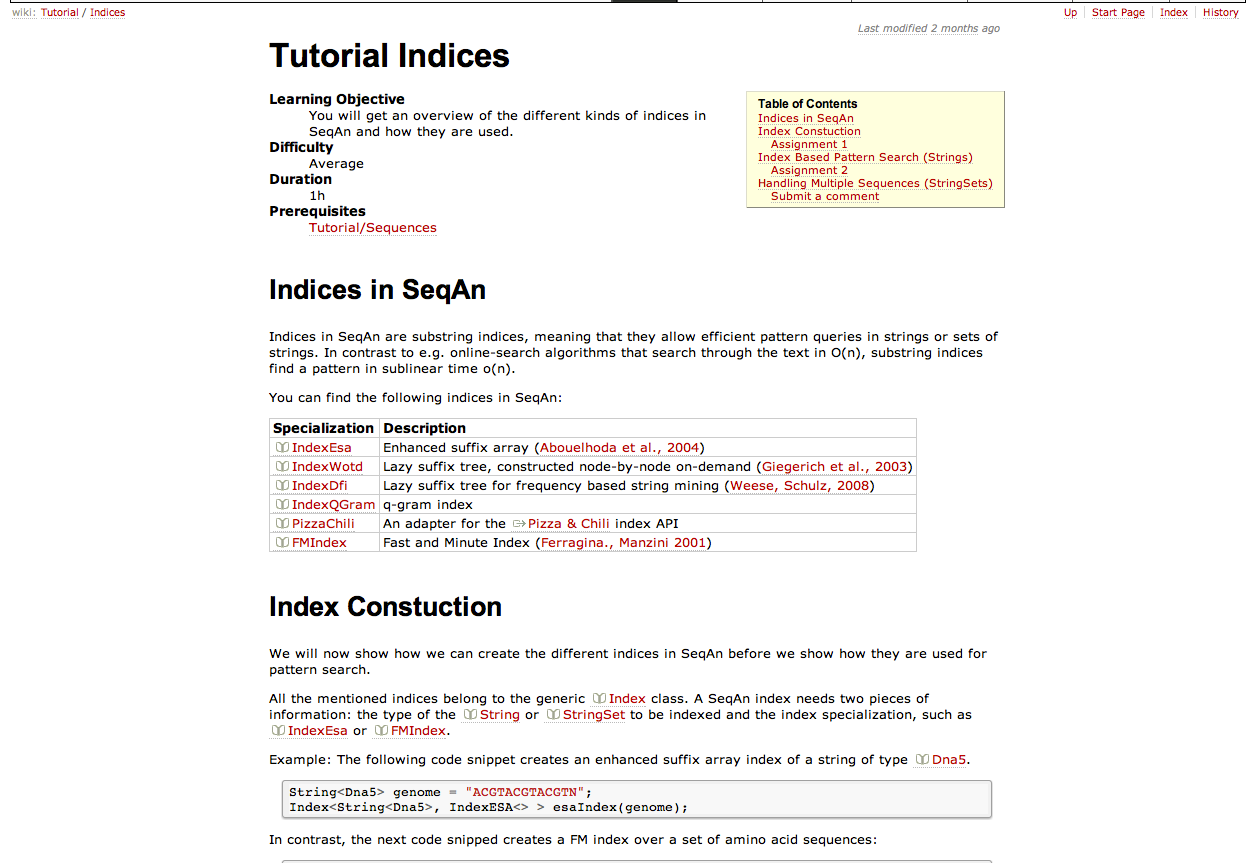 wiki: Tutorial / Indices
Up Start Page Index History
Last modified 2 months ago
Tutorial Indices
Learning Objective
You will get an overview of the different kinds of indices in
SeqAn and how they are used.
Difficulty
Average
Duration
1h
Prerequisites
Tutorial/Sequences
Table of Contents
Indices in SeqAn
Index Constuction
Assignment 1
Index Based Pattern Search (Strings)
Assignment 2
Handling Multiple Sequences (StringSets)
Submit a comment
Indices in SeqAn
Indices in SeqAn are substring indices, meaning that they allow efficient pattern queries in strings or sets of
strings. In contrast to e.g. online-search algorithms that search through the text in O(n), substring indices
find a pattern in sublinear time o(n).
You can find the following indices in SeqAn:
Specialization Description
IndexEsa Enhanced suffix array (Abouelhoda et al., 2004)
IndexWotd Lazy suffix tree, constructed node-by-node on-demand (Giegerich et al., 2003)
IndexDfi Lazy suffix tree for frequency based string mining (Weese, Schulz, 2008)
IndexQGram q-gram index
PizzaChili An adapter for the Pizza & Chili index API
FMIndex Fast and Minute Index (Ferragina., Manzini 2001)
Index Constuction
We will now show how we can create the different indices in SeqAn before we show how they are used for
pattern search.
All the mentioned indices belong to the generic Index class. A SeqAn index needs two pieces of
information: the type of the String or StringSet to be indexed and the index specialization, such as
IndexEsa or FMIndex.
Example: The following code snippet creates an enhanced suffix array index of a string of type Dna5.
String<Dna5> genome = "ACGTACGTACGTN";
Index<String<Dna5>, IndexESA<> > esaIndex(genome);
In contrast, the next code snipped creates a FM index over a set of amino acid sequences: